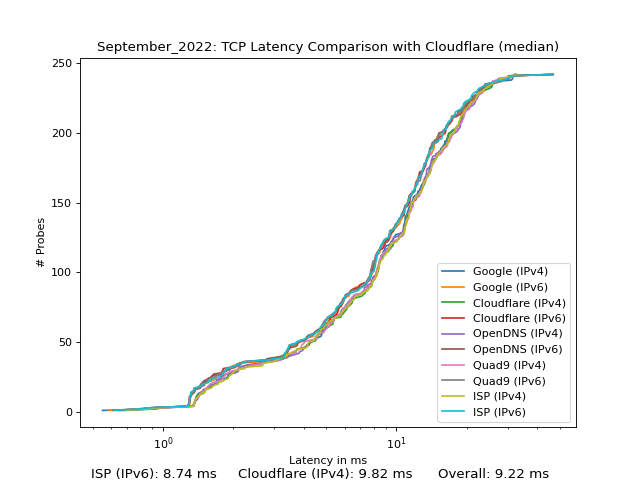 September_2022: TCP Latency Comparison with Cloudflare (median)
250
200
150
100
50
0
# Probes
Google (IPv4)
Google (IPv6)
Cloudflare (IPv4)
Cloudflare (IPv6)
OpenDNS (IPv4)
OpenDNS (IPv6)
Quad9 (IPv4)
Quad9 (IPv6)
ISP (IPv4)
ISP (IPv6)
10⁰ 10¹
Latency in ms
ISP (IPv6): 8.74 ms Cloudflare (IPv4): 9.82 ms Overall: 9.22 ms